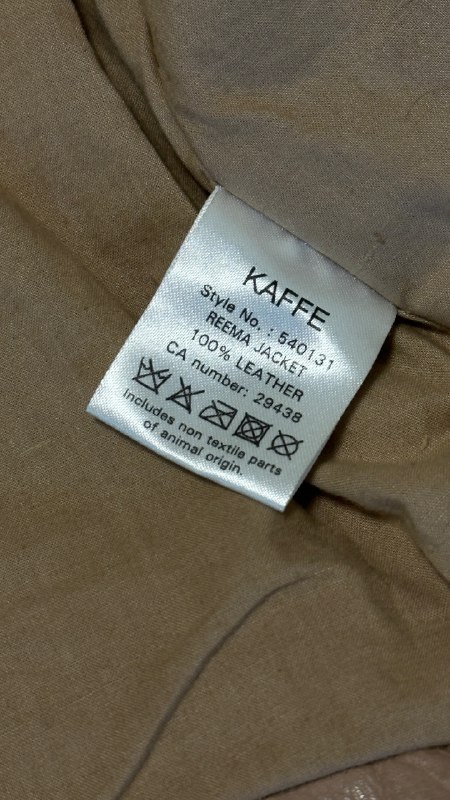 KAFFE
Style No. : 540131
REEMA JACKET
100% LEATHER
CA number: 29438
Includes non textile parts
of animal origin.